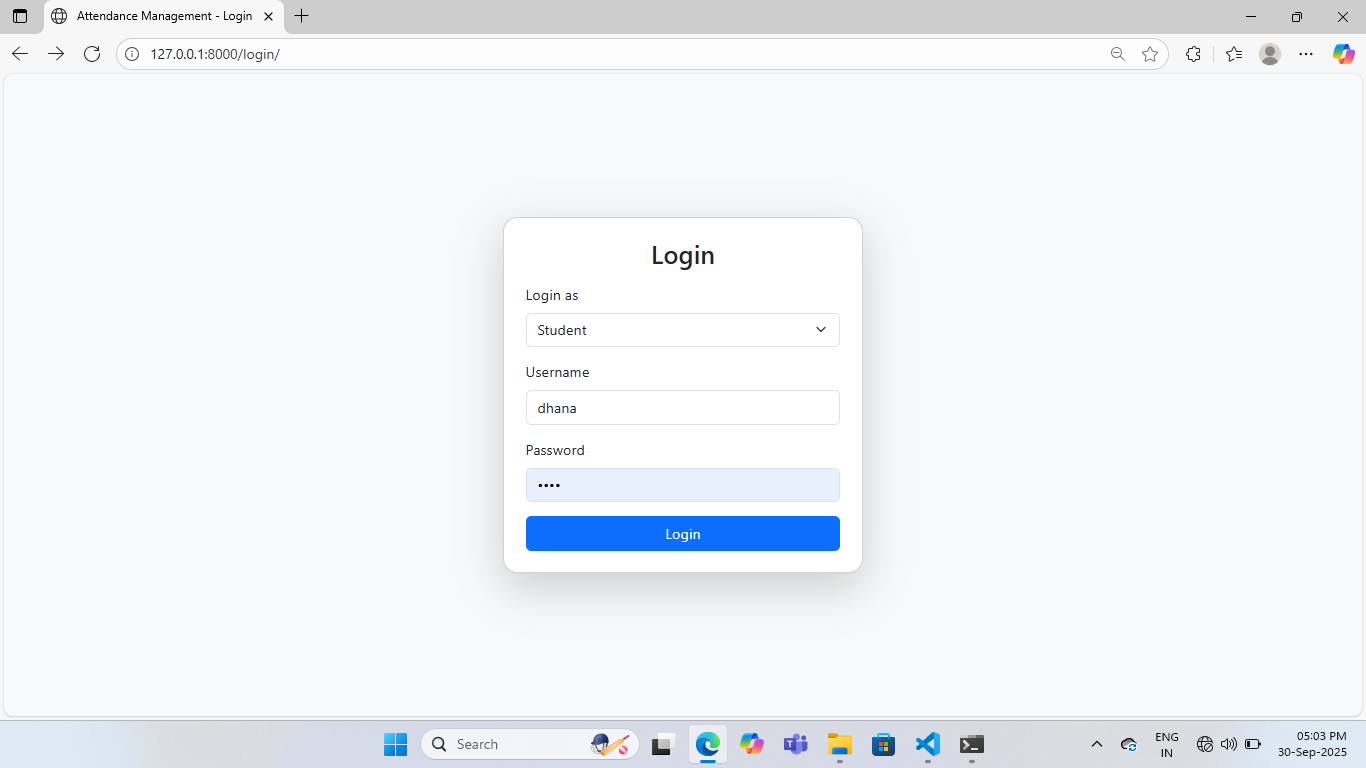 Attendance Management - Login
127.0.0.1:8000/login/
Login
Login as
Student
Username
dhana
Password
••••
Login
Search
ENG
IN
05:03 PM
30-Sep-2025